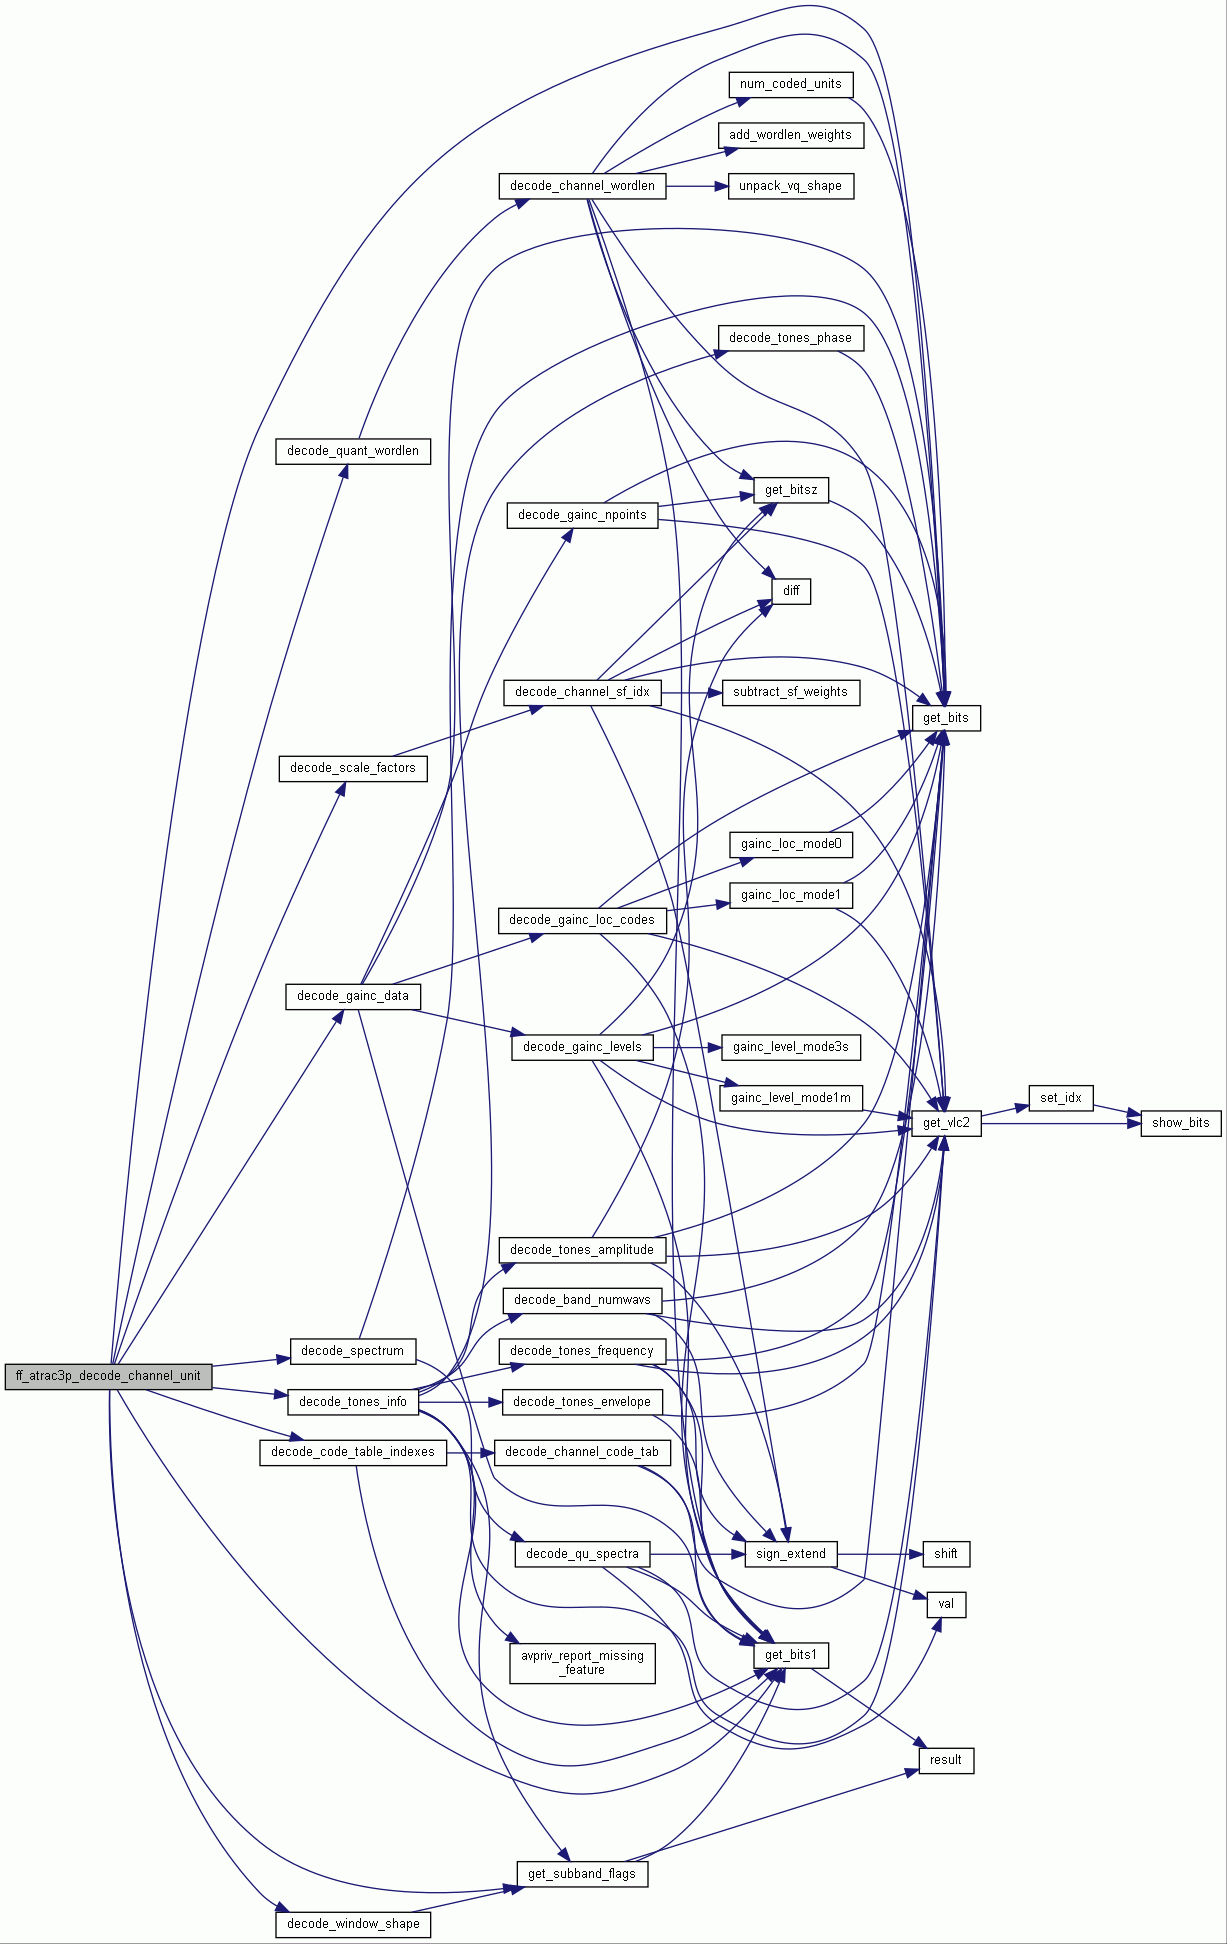 num_coded_units
add_wordlen_weights
decode_channel_wordlen
unpack_vq_shape
decode_tones_phase
decode_quant_wordlen
get_bitsz
decode_gainc_npoints
diff
decode_channel_sf_idx
subtract_sf_weights
get_bits
decode_scale_factors
gainc_loc_mode0
gainc_loc_mode1
decode_gainc_loc_codes
decode_gainc_data
decode_gainc_levels
gainc_level_mode3s
gainc_level_mode1m
set_idx
get_vlc2
show_bits
decode_tones_amplitude
decode_band_numwavs
decode_spectrum
decode_tones_frequency
ff_atrac3p_decode_channel_unit
decode_tones_info
decode_tones_envelope
decode_code_table_indexes
decode_channel_code_tab
decode_qu_spectra
sign_extend
shift
val
avpriv_report_missing
_feature
get_bits1
result
get_subband_flags
decode_window_shape